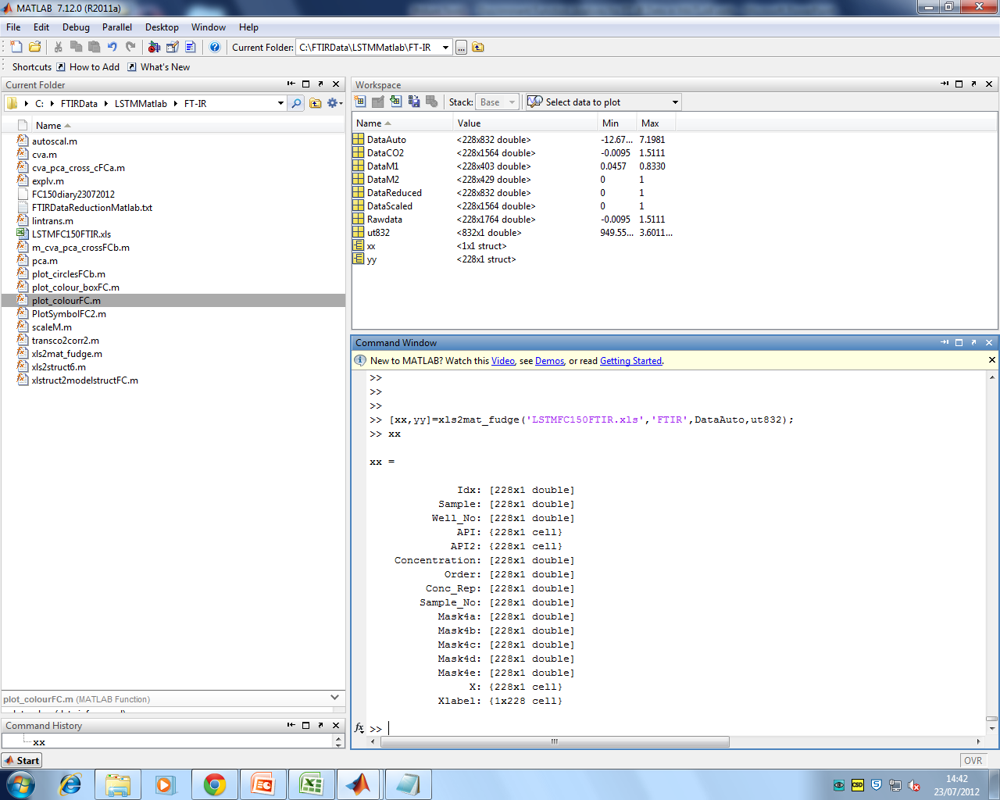 MATLAB 7.12.0 (R2011a)
File Edit Debug Parallel Desktop Window Help
Current Folder: C:\FTIRData\LSTMMatlab\FT-IR
Shortcuts How to Add What's New
Current Folder
C: FTIRData LSTMMatlab FT-IR
Name
autoscal.m
cva.m
cva_pca_cross_cFCa.m
explv.m
FC150diary23072012
FTIRDataReductionMatlab.txt
lintrans.m
LSTMFC150FTIR.xls
m_cva_pca_crossFCb.m
pca.m
plot_circlesFCb.m
plot_colour_boxFC.m
plot_colourFC.m
PlotSymbolFC2.m
scaleM.m
transco2corr2.m
xls2mat_fudge.m
xls2struct6.m
xlstruct2modelstructFC.m
plot_colourFC.m (MATLAB Function)
Command History
xx
Workspace
Stack: Base Select data to plot
Name Value Min Max
DataAuto <228x832 double> -12.67... 7.1981
DataCO2 <228x1564 double> -0.0095 1.5111
DataM1 <228x403 double> 0.0457 0.8330
DataM2 <228x429 double> 0 1
DataReduced <228x832 double> 0 1
DataScaled <228x1564 double> 0 1
Rawdata <228x1764 double> -0.0095 1.5111
ut832 <832x1 double> 949.55... 3.6011...
xx <1x1 struct>
yy <228x1 struct>
Command Window
New to MATLAB? Watch this Video, see Demos, or read Getting Started.
>>
>>
>>
>> [xx,yy]=xls2mat_fudge('LSTMFC150FTIR.xls','FTIR',DataAuto,ut832);
>> xx
xx =
Idx: [228x1 double]
Sample: [228x1 double]
Well_No: [228x1 double]
API: {228x1 cell}
API2: {228x1 cell}
Concentration: [228x1 double]
Order: [228x1 double]
Conc_Rep: [228x1 double]
Sample_No: [228x1 double]
Mask4a: [228x1 double]
Mask4b: [228x1 double]
Mask4c: [228x1 double]
Mask4d: [228x1 double]
Mask4e: [228x1 double]
X: {228x1 cell}
Xlabel: {1x228 cell}
fx >>
Start
OVR
CSD
14:42
23/07/2012